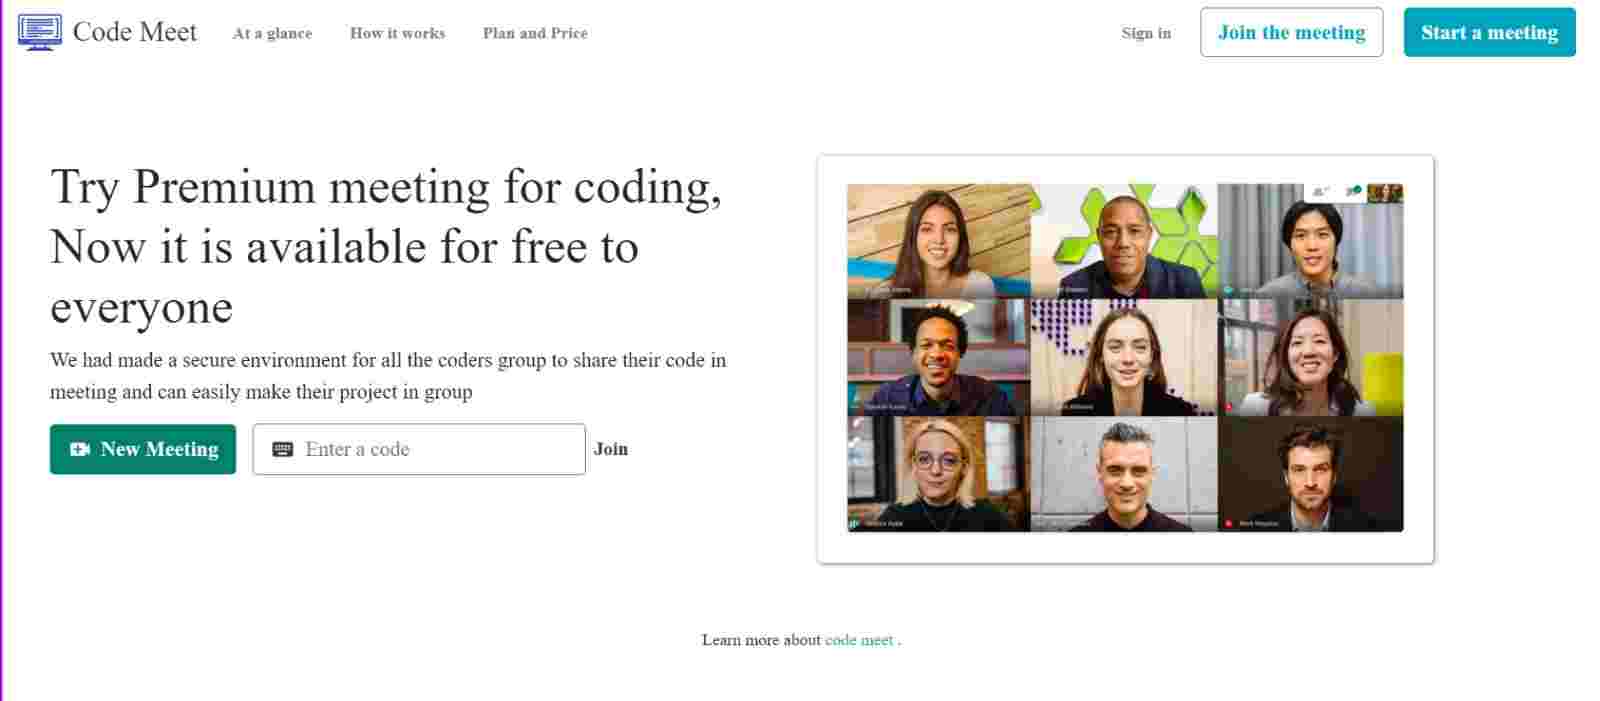 Code Meet
At a glance
How it works
Plan and Price
Sign in
Join the meeting
Start a meeting
Try Premium meeting for coding,
Now it is available for free to
everyone
We had made a secure environment for all the coders group to share their code in
meeting and can easily make their project in group
New Meeting
Enter a code
Join
Learn more about code meet .